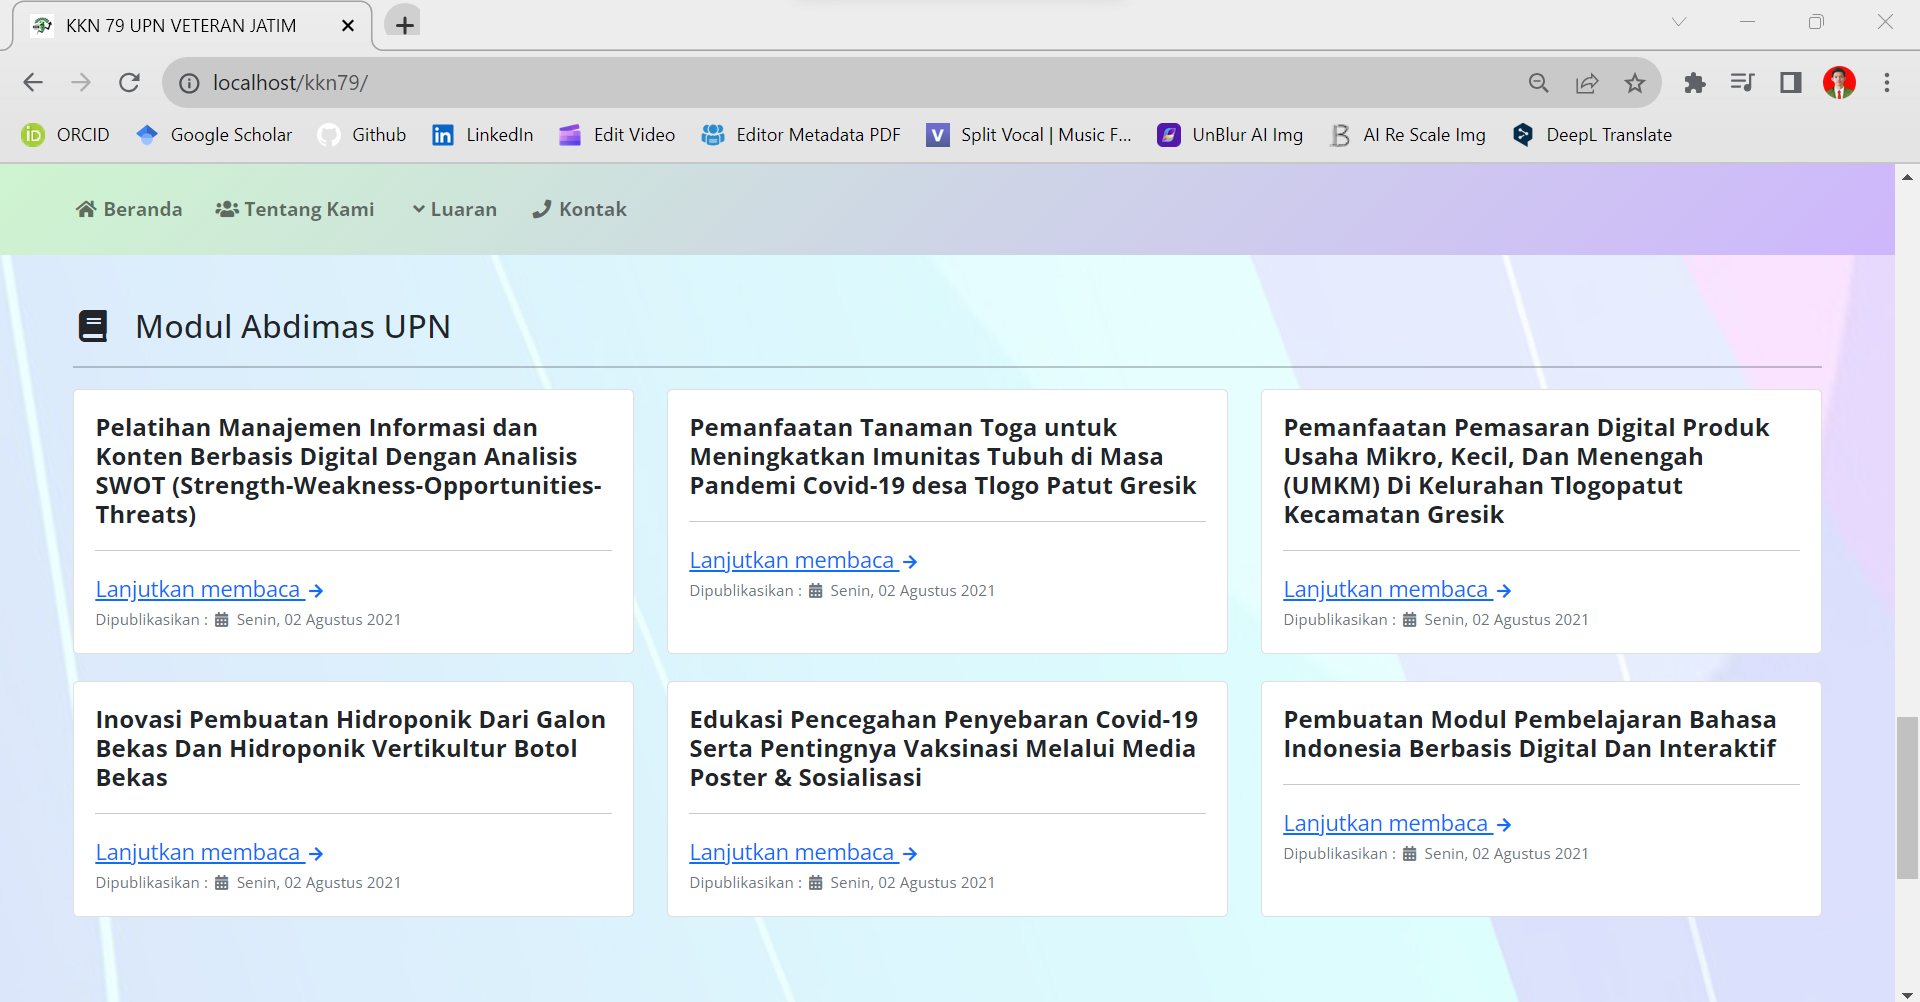 KKN 79 UPN VETERAN JATIM
localhost/kkn79/
ORCID
Google Scholar
Github
LinkedIn
Edit Video
Editor Metadata PDF
Split Vocal | Music F...
UnBlur AI Img
AI Re Scale Img
DeepL Translate
Beranda
Tentang Kami
Luaran
Kontak
Modul Abdimas UPN
Pelatihan Manajemen Informasi dan
Konten Berbasis Digital Dengan Analisis
SWOT (Strength-Weakness-Opportunities-
Threats)
Lanjutkan membaca
Dipublikasikan : Senin, 02 Agustus 2021
Pemanfaatan Tanaman Toga untuk
Meningkatkan Imunitas Tubuh di Masa
Pandemi Covid-19 desa Tlogo Patut Gresik
Lanjutkan membaca
Dipublikasikan : Senin, 02 Agustus 2021
Pemanfaatan Pemasaran Digital Produk
Usaha Mikro, Kecil, Dan Menengah
(UMKM) Di Kelurahan Tlogopatut
Kecamatan Gresik
Lanjutkan membaca
Dipublikasikan : Senin, 02 Agustus 2021
Inovasi Pembuatan Hidroponik Dari Galon
Bekas Dan Hidroponik Vertikultur Botol
Bekas
Lanjutkan membaca
Dipublikasikan : Senin, 02 Agustus 2021
Edukasi Pencegahan Penyebaran Covid-19
Serta Pentingnya Vaksinasi Melalui Media
Poster & Sosialisasi
Lanjutkan membaca
Dipublikasikan : Senin, 02 Agustus 2021
Pembuatan Modul Pembelajaran Bahasa
Indonesia Berbasis Digital Dan Interaktif
Lanjutkan membaca
Dipublikasikan : Senin, 02 Agustus 2021